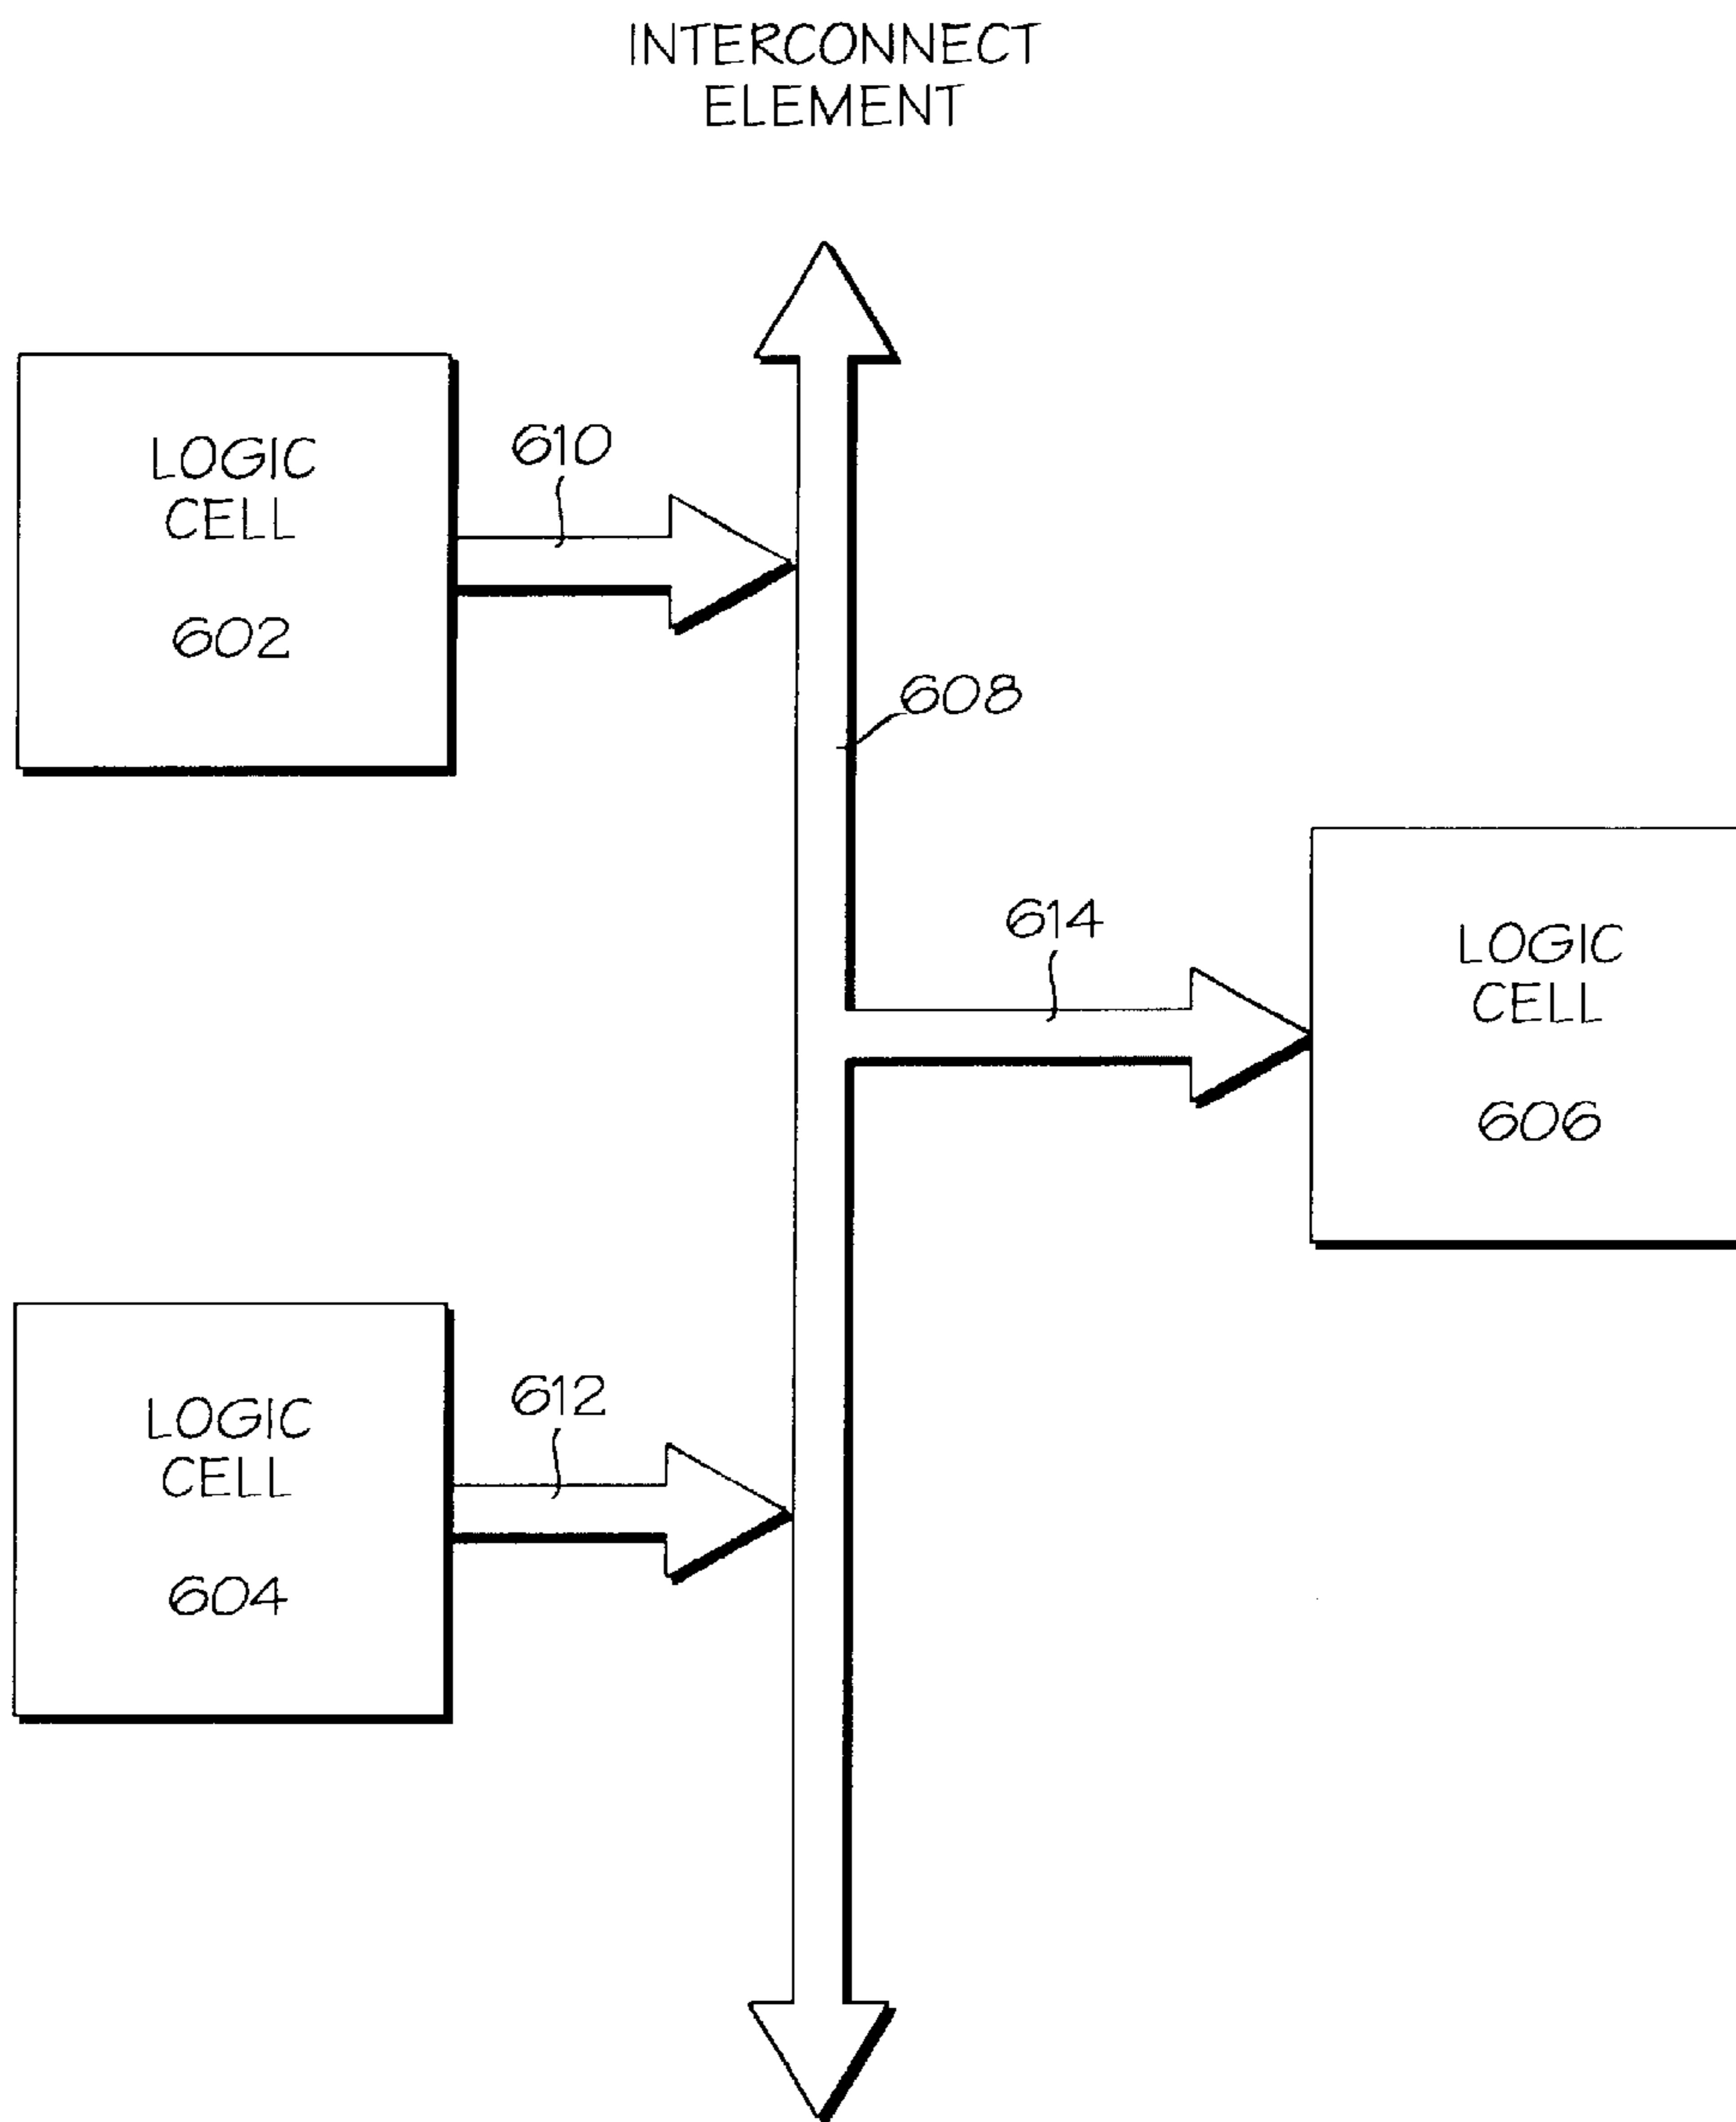 INTERCONNECT
ELEMENT
LOGIC
CELL
602
610
608
614
LOGIC
CELL
606
612
LOGIC
CELL
604